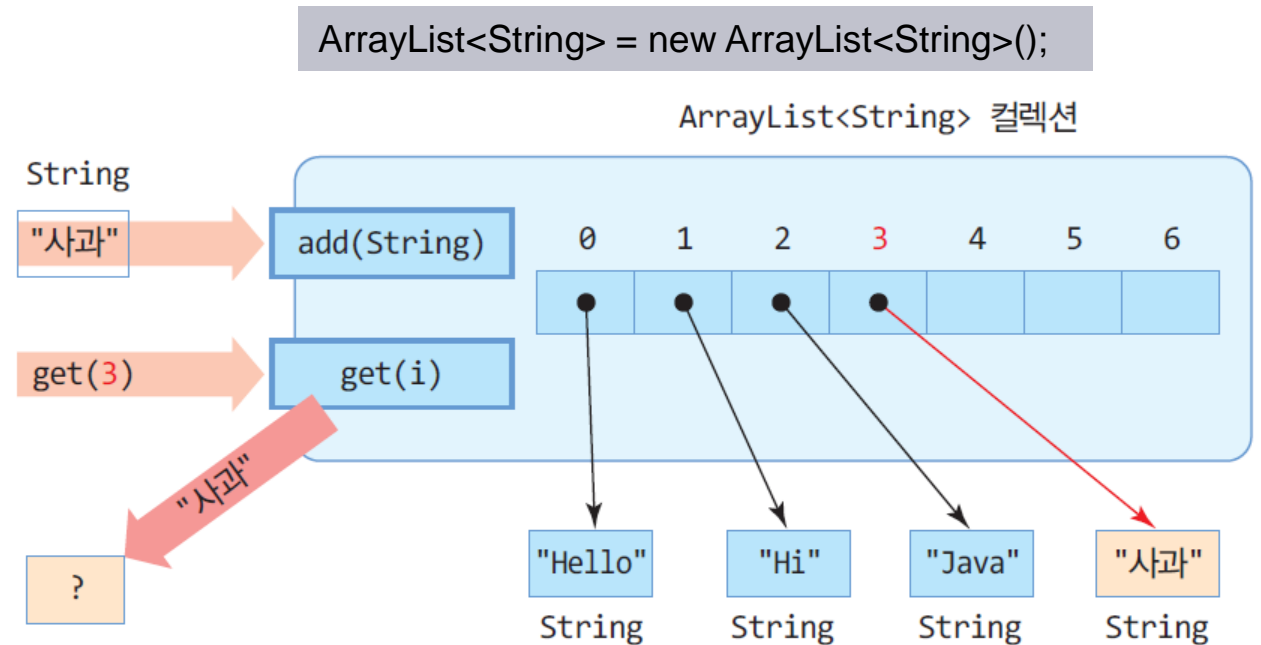 ArrayList<String> = new ArrayList<String>();
ArrayList<String> 컬렉션
String
"사과"
add(String)
0 1 2 3 4 5 6
get(3)
get(i)
"사과"
?
"Hello" "Hi" "Java" "사과"
String String String String